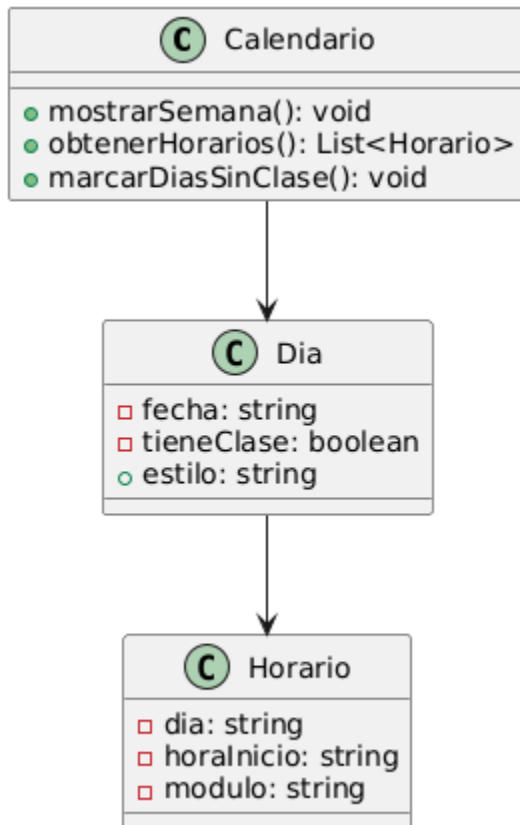 C Calendario
mostrarSemana(): void
obtenerHorarios(): List<Horario>
marcarDiasSinClase(): void
C Dia
fecha: string
tieneClase: boolean
estilo: string
C Horario
dia: string
horaInicio: string
modulo: string